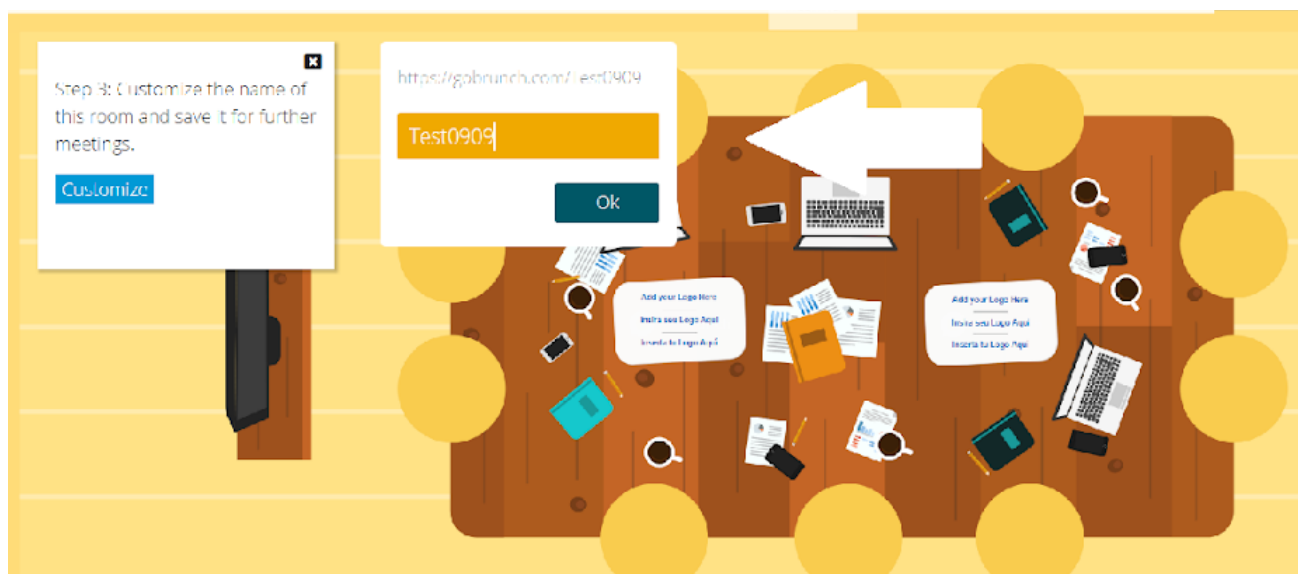 Step 3: Customize the name of
this room and save it for further
meetings.
Customize
https://gobrunch.com/Test0909
Test0909
Ok
Add your Logo Here
Insira seu Logo Aqui
Inserta tu Logo Aquí
Add your Logo Here
Insira seu Logo Aqui
Inserta tu Logo Aquí